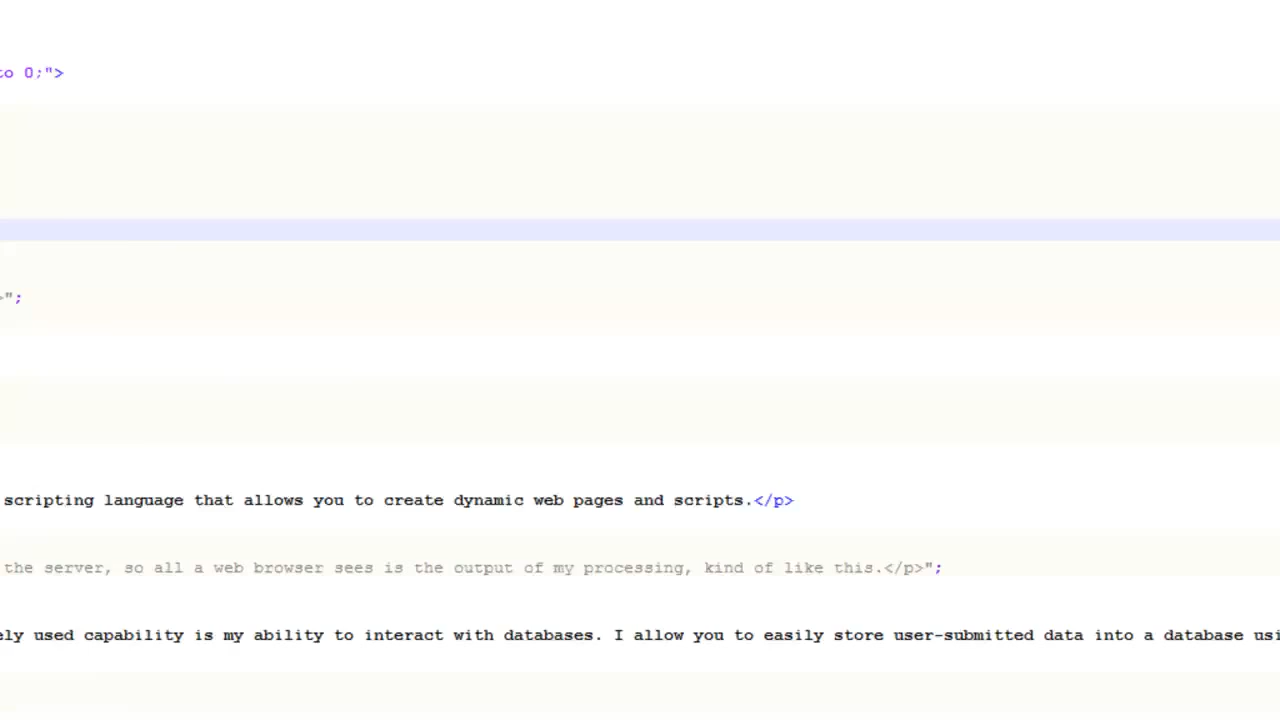 to 0;">
>";
scripting language that allows you to create dynamic web pages and scripts.</p>
the server, so all a web browser sees is the output of my processing, kind of like this.</p>";
ely used capability is my ability to interact with databases. I allow you to easily store user-submitted data into a database usi